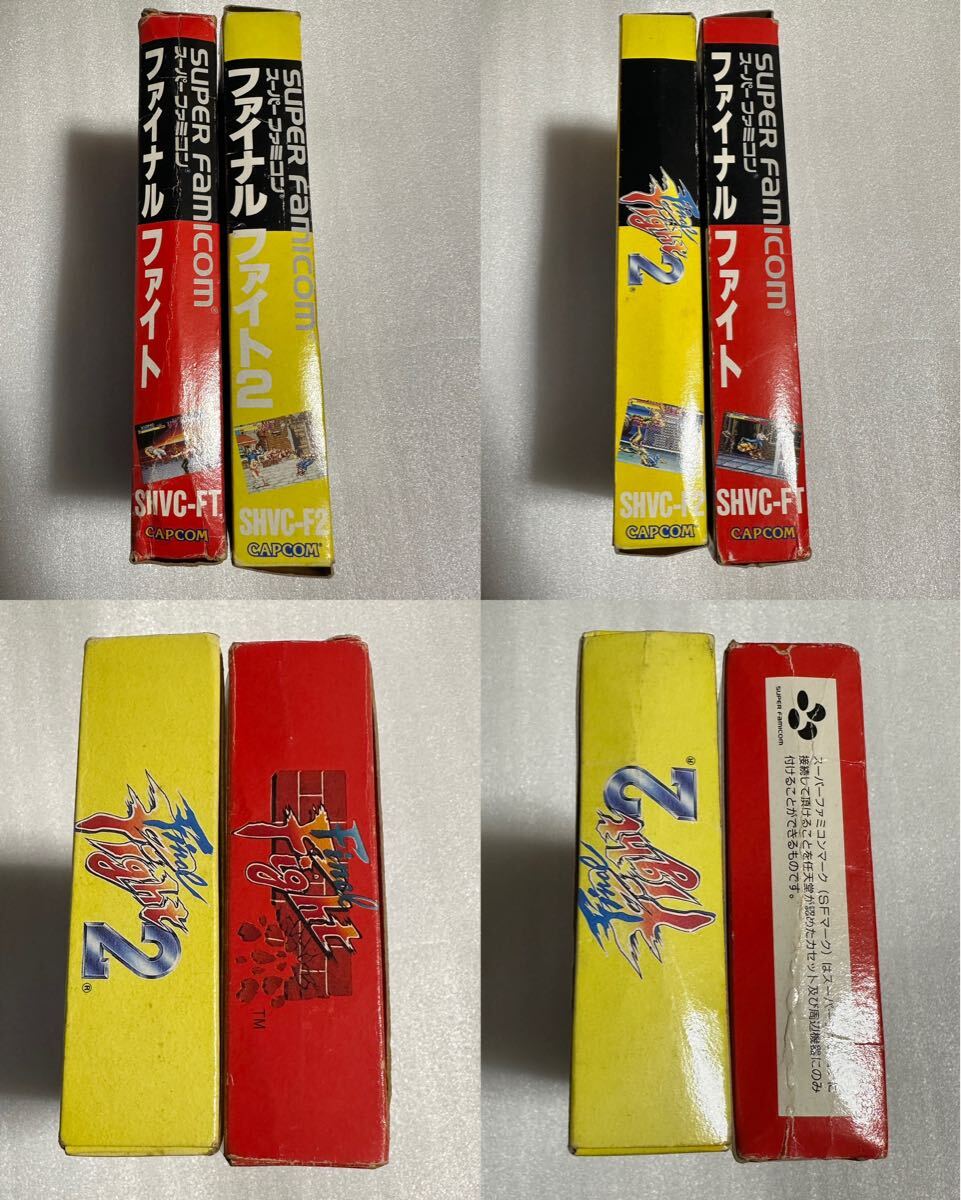 SUPER FAMICOM
スーパーファミコン
ファイナル ファイト
SHVC-FT
CAPCOM
SUPER FAMICOM
スーパーファミコン
ファイナル ファイト2
SHVC-F2
CAPCOM
Final Fight 2
SHVC-F2
CAPCOM
SUPER FAMICOM
スーパーファミコン
ファイナル ファイト
SHVC-FT
CAPCOM
Final Fight 2
Final Fight TM
Final Fight 2
SUPER FAMICOM
スーパーファミコンマーク(SFマーク)はスーパー
接続して頂けることを任天堂が認めたカセット及び周辺機器にのみ
付けることができるものです。